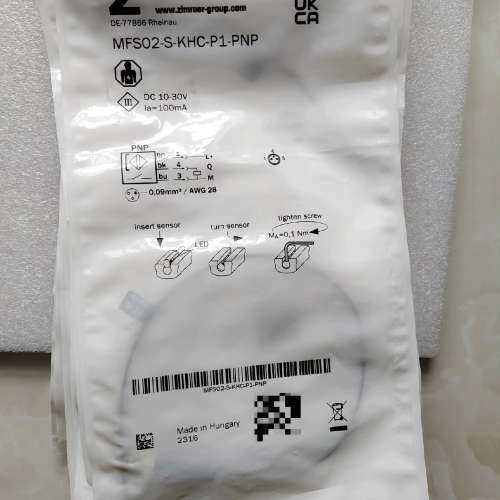 Z
www.zimmer-group.com
DE-77866 Rheinau
UK
CA
MFS02-S-KHC-P1-PNP
DC 10-30V
Ia=100mA
PNP
bn 1 L+
bk 4 Q
bu 3 M
0,09mm² / AWG 28
insert sensor
turn sensor
tighten screw
LED
MA=0,1 Nm
MFS02-S-KHC-P1-PNP
Made in Hungary
2316